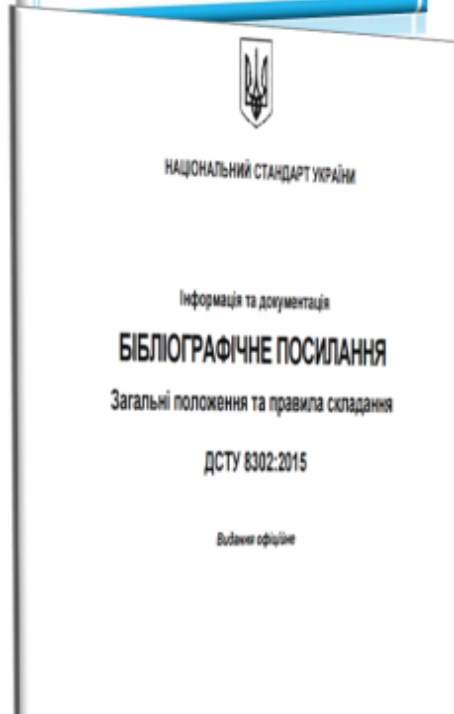 НАЦІОНАЛЬНИЙ СТАНДАРТ УКРАЇНИ
Інформація та документація
БІБЛІОГРАФІЧНЕ ПОСИЛАННЯ
Загальні положення та правила складання
ДСТУ 8302:2015
Видання офіційне